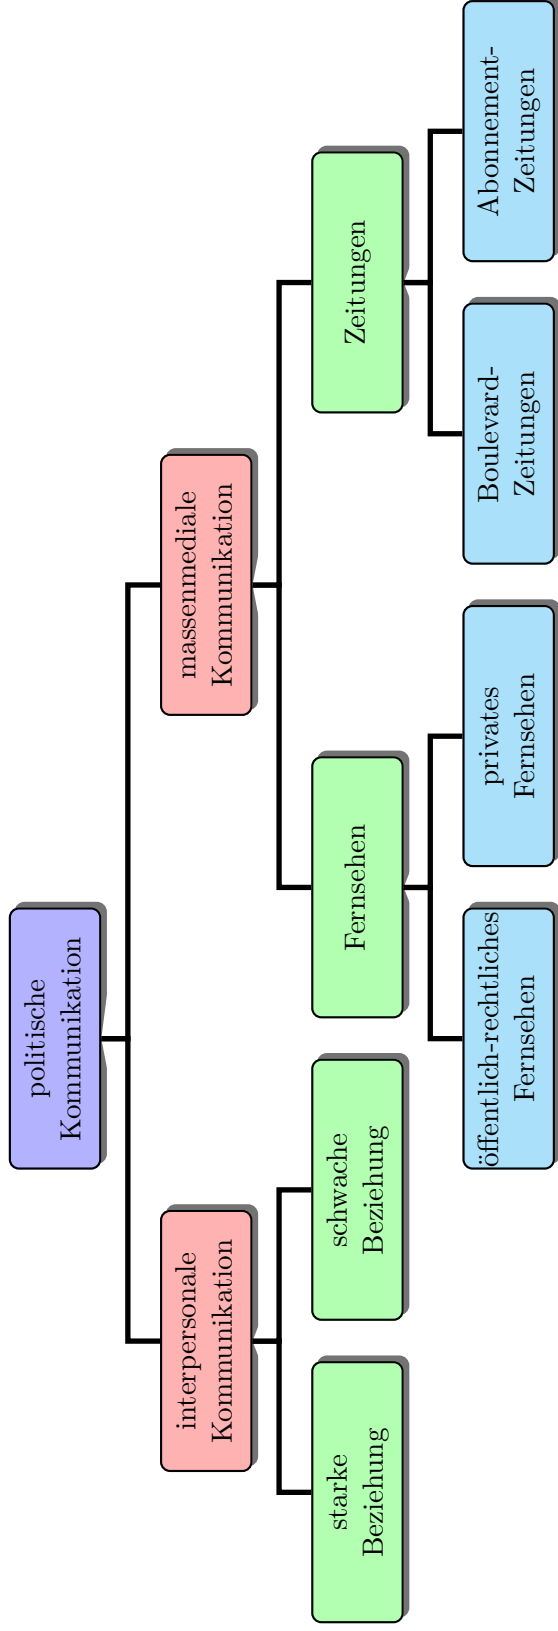 politische
Kommunikation
interpersonale
Kommunikation
massenmediale
Kommunikation
starke
Beziehung
schwache
Beziehung
Fernsehen
Zeitungen
öffentlich-rechtliches
Fernsehen
privates
Fernsehen
Boulevard-
Zeitungen
Abonnement-
Zeitungen